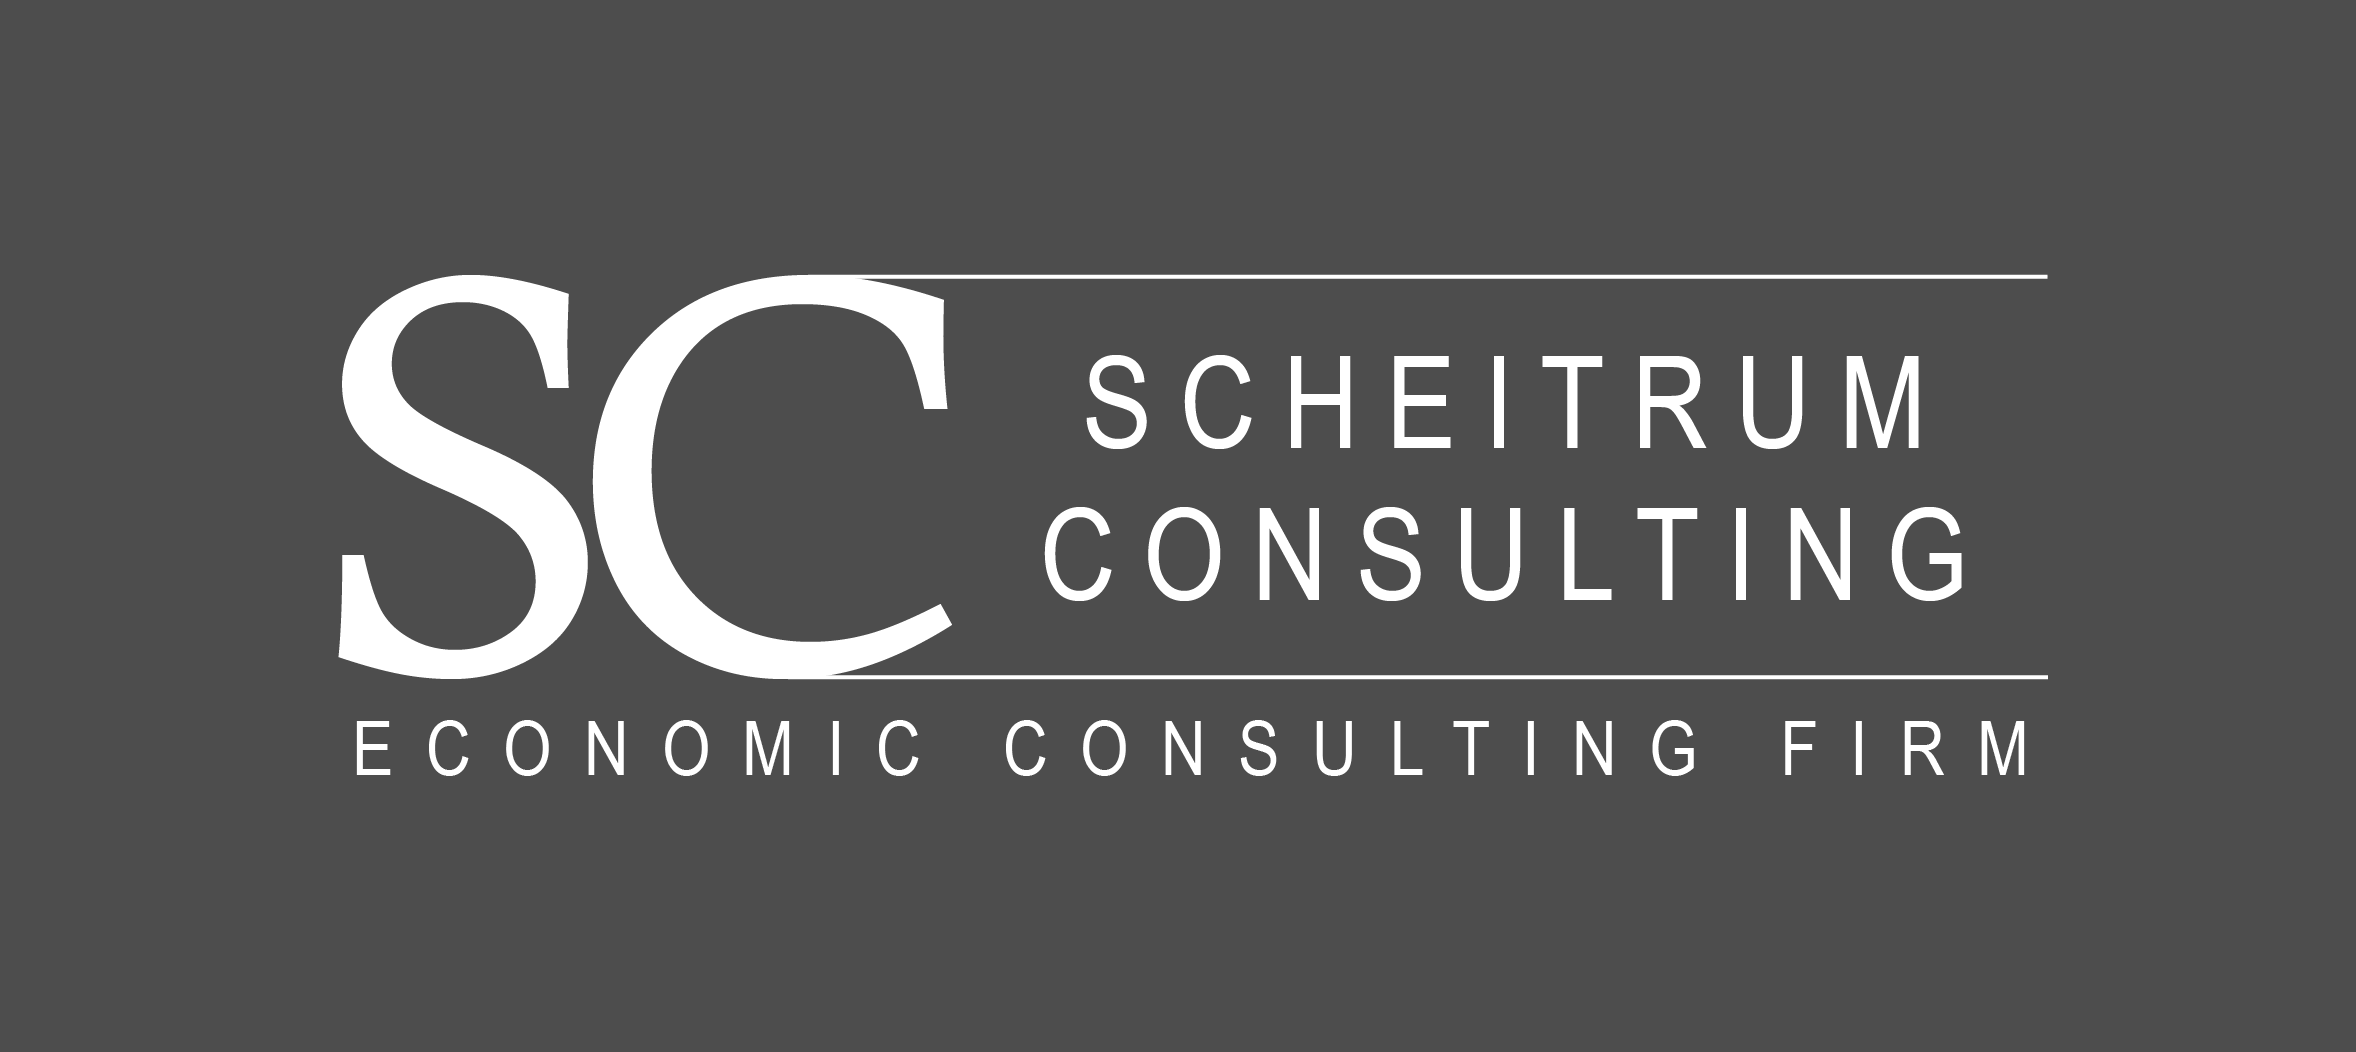 SC
SCHEITRUM
CONSULTING
ECONOMIC CONSULTING FIRM